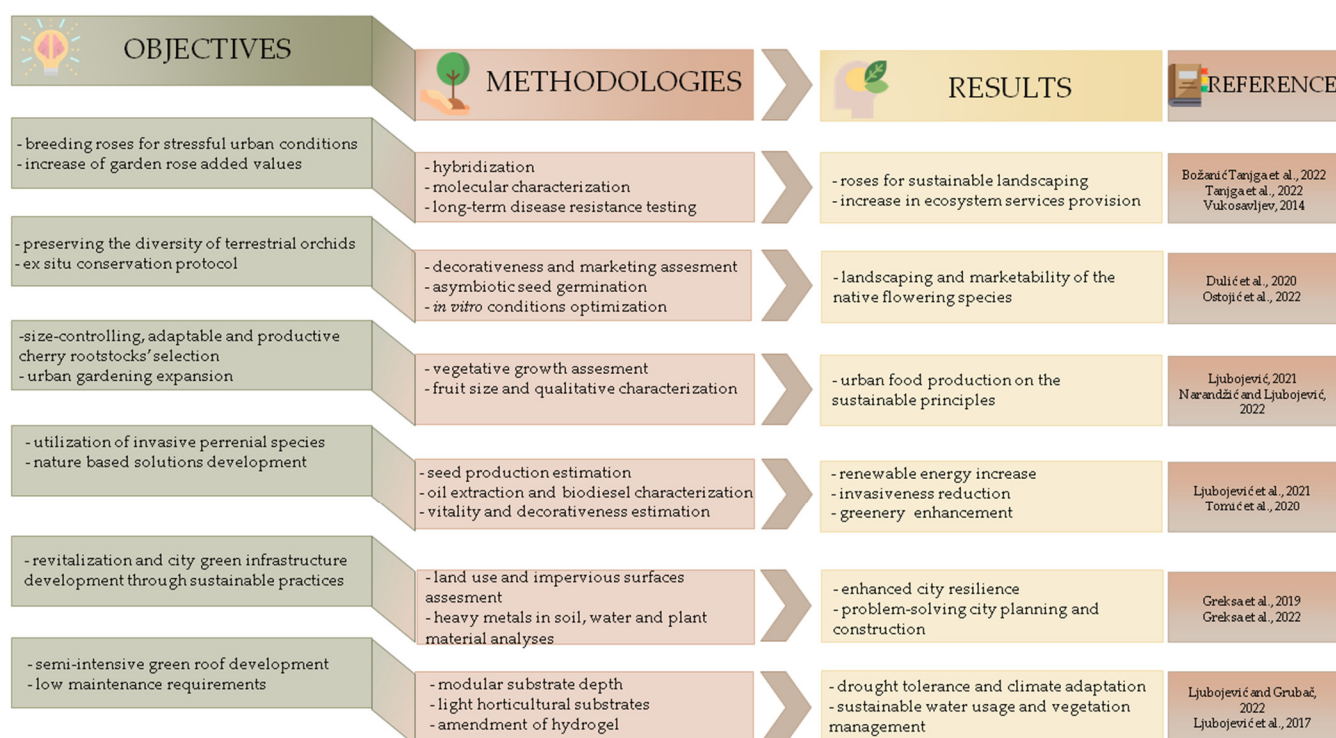 OBJECTIVES
METHODOLOGIES
RESULTS
REFERENCE
- breeding roses for stressful urban conditions
- increase of garden rose added values
- hybridization
- molecular characterization
- long-term disease resistance testing
- roses for sustainable landscaping
- increase in ecosystem services provision
Božanić Tanjga et al., 2022
Tanjga et al., 2022
Vukosavljev, 2014
- preserving the diversity of terrestrial orchids
- ex situ conservation protocol
- decorativeness and marketing assesment
- asymbiotic seed germination
- in vitro conditions optimization
- landscaping and marketability of the
native flowering species
Dulić et al., 2020
Ostojić et al., 2022
-size-controlling, adaptable and productive
cherry rootstocks’ selection
- urban gardening expansion
- vegetative growth assesment
- fruit size and qualitative characterization
- urban food production on the
sustainable principles
Ljubojević, 2021
Narandžić and Ljubojević,
2022
- utilization of invasive perrenial species
- nature based solutions development
- seed production estimation
- oil extraction and biodiesel characterization
- vitality and decorativeness estimation
- renewable energy increase
- invasiveness reduction
- greenery enhancement
Ljubojević et al., 2021
Tomić et al., 2020
- revitalization and city green infrastructure
development through sustainable practices
- land use and impervious surfaces
assesment
- heavy metals in soil, water and plant
material analyses
- enhanced city resilience
- problem-solving city planning and
construction
Greksa et al., 2019
Greksa et al., 2022
- semi-intensive green roof development
- low maintenance requirements
- modular substrate depth
- light horticultural substrates
- amendment of hydrogel
- drought tolerance and climate adaptation
- sustainable water usage and vegetation
management
Ljubojević and Grubač,
2022
Ljubojević et al., 2017